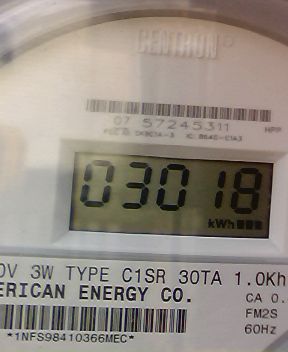 CENTRON
07 57245311
HPP
03018
kWh
0V 3W TYPE C1SR 30TA 1.0Kh
ERICAN ENERGY CO.
CA 0.
FM2S
60Hz
*1NFS98410366MEC*